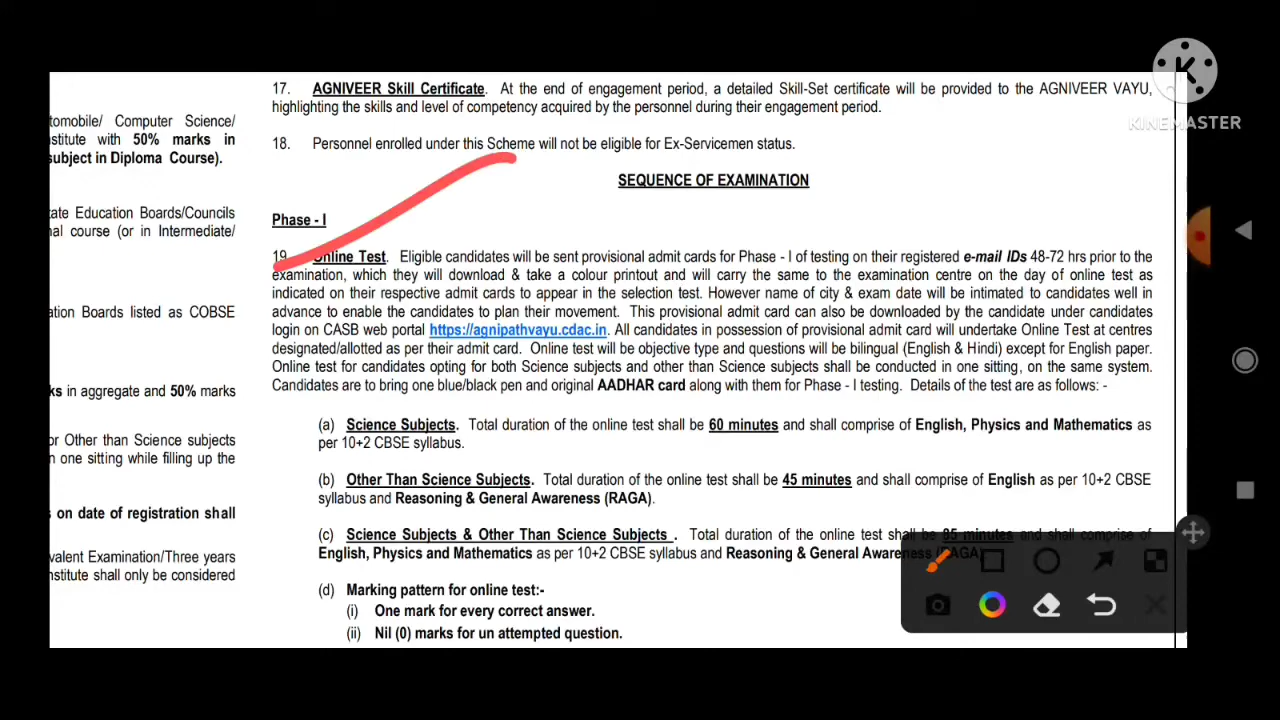 tomobile/ Computer Science/
stitute with 50% marks in
subject in Diploma Course).
tate Education Boards/Councils
nal course (or in Intermediate/
ation Boards listed as COBSE
ks in aggregate and 50% marks
or Other than Science subjects
n one sitting while filling up the
s on date of registration shall
valent Examination/Three years
stitute shall only be considered
17. AGNIVEER Skill Certificate. At the end of engagement period, a detailed Skill-Set certificate will be provided to the AGNIVEER VAYU,
highlighting the skills and level of competency acquired by the personnel during their engagement period.
18. Personnel enrolled under this Scheme will not be eligible for Ex-Servicemen status.
SEQUENCE OF EXAMINATION
Phase - I
19. Online Test. Eligible candidates will be sent provisional admit cards for Phase - I of testing on their registered e-mail IDs 48-72 hrs prior to the
examination, which they will download & take a colour printout and will carry the same to the examination centre on the day of online test as
indicated on their respective admit cards to appear in the selection test. However name of city & exam date will be intimated to candidates well in
advance to enable the candidates to plan their movement. This provisional admit card can also be downloaded by the candidate under candidates
login on CASB web portal https://agnipathvayu.cdac.in. All candidates in possession of provisional admit card will undertake Online Test at centres
designated/allotted as per their admit card. Online test will be objective type and questions will be bilingual (English & Hindi) except for English paper.
Online test for candidates opting for both Science subjects and other than Science subjects shall be conducted in one sitting, on the same system.
Candidates are to bring one blue/black pen and original AADHAR card along with them for Phase - I testing. Details of the test are as follows: -
(a) Science Subjects. Total duration of the online test shall be 60 minutes and shall comprise of English, Physics and Mathematics as
per 10+2 CBSE syllabus.
(b) Other Than Science Subjects. Total duration of the online test shall be 45 minutes and shall comprise of English as per 10+2 CBSE
syllabus and Reasoning & General Awareness (RAGA).
(c) Science Subjects & Other Than Science Subjects . Total duration of the online test shall be 85 minutes and shall comprise of
English, Physics and Mathematics as per 10+2 CBSE syllabus and Reasoning & General Awareness (RAGA)
(d) Marking pattern for online test:-
(i) One mark for every correct answer.
(ii) Nil (0) marks for un attempted question.
KINEMASTER